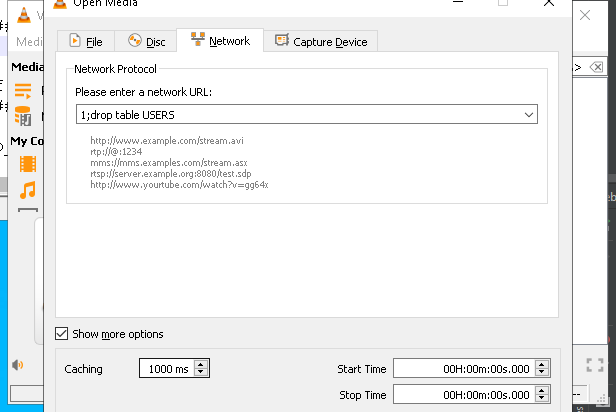 Open Media
Medi
File
Disc
Network
Capture Device
Media
Network Protocol
Please enter a network URL:
1;drop table USERS
http://www.example.com/stream.avi
rtp://@:1234
mms://mms.examples.com/stream.asx
rtsp://server.example.org:8080/test.sdp
http://www.yourtube.com/watch?v=gg64x
My Co
Show more options
Caching
1000 ms
Start Time
00H:00m:00s.000
Stop Time
00H:00m:00s.000